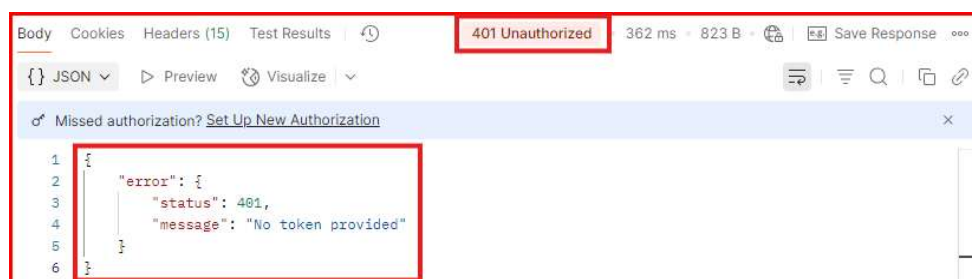 Body Cookies Headers (15) Test Results 401 Unauthorized 362 ms 823 B e.g. Save Response
{} JSON Preview Visualize
Missed authorization? Set Up New Authorization
1 {
2 "error": {
3 "status": 401,
4 "message": "No token provided"
5 }
6 }